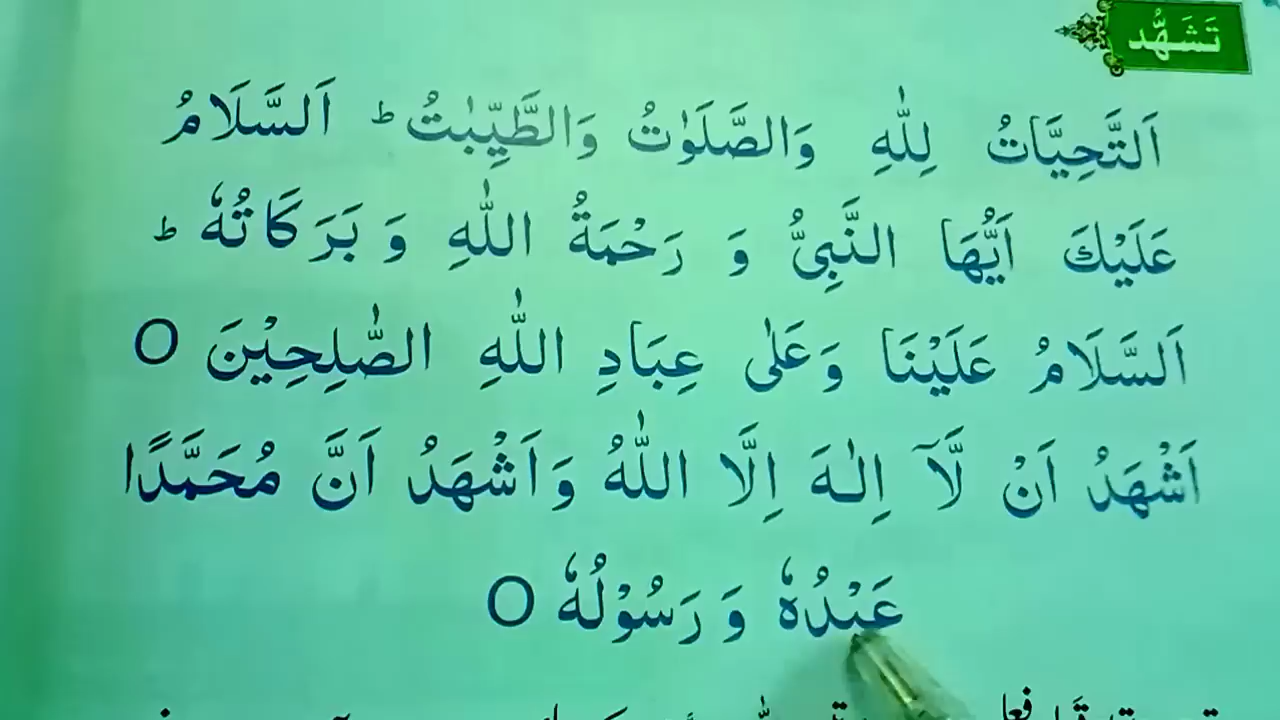 تَشَهُّد
اَلتَّحِيَّاتُ لِلّٰهِ وَالصَّلَوٰتُ وَالطَّيِّبٰتُ ؕ اَلسَّلَامُ
عَلَيْكَ اَيُّهَا النَّبِىُّ وَ رَحْمَةُ اللّٰهِ وَ بَرَكَاتُهٗ ؕ
اَلسَّلَامُ عَلَيْنَا وَعَلٰى عِبَادِ اللّٰهِ الصّٰلِحِيْنَ O
اَشْهَدُ اَنْ لَّآ اِلٰهَ اِلَّا اللّٰهُ وَاَشْهَدُ اَنَّ مُحَمَّدًا
عَبْدُهٗ وَ رَسُوْلُهٗ O